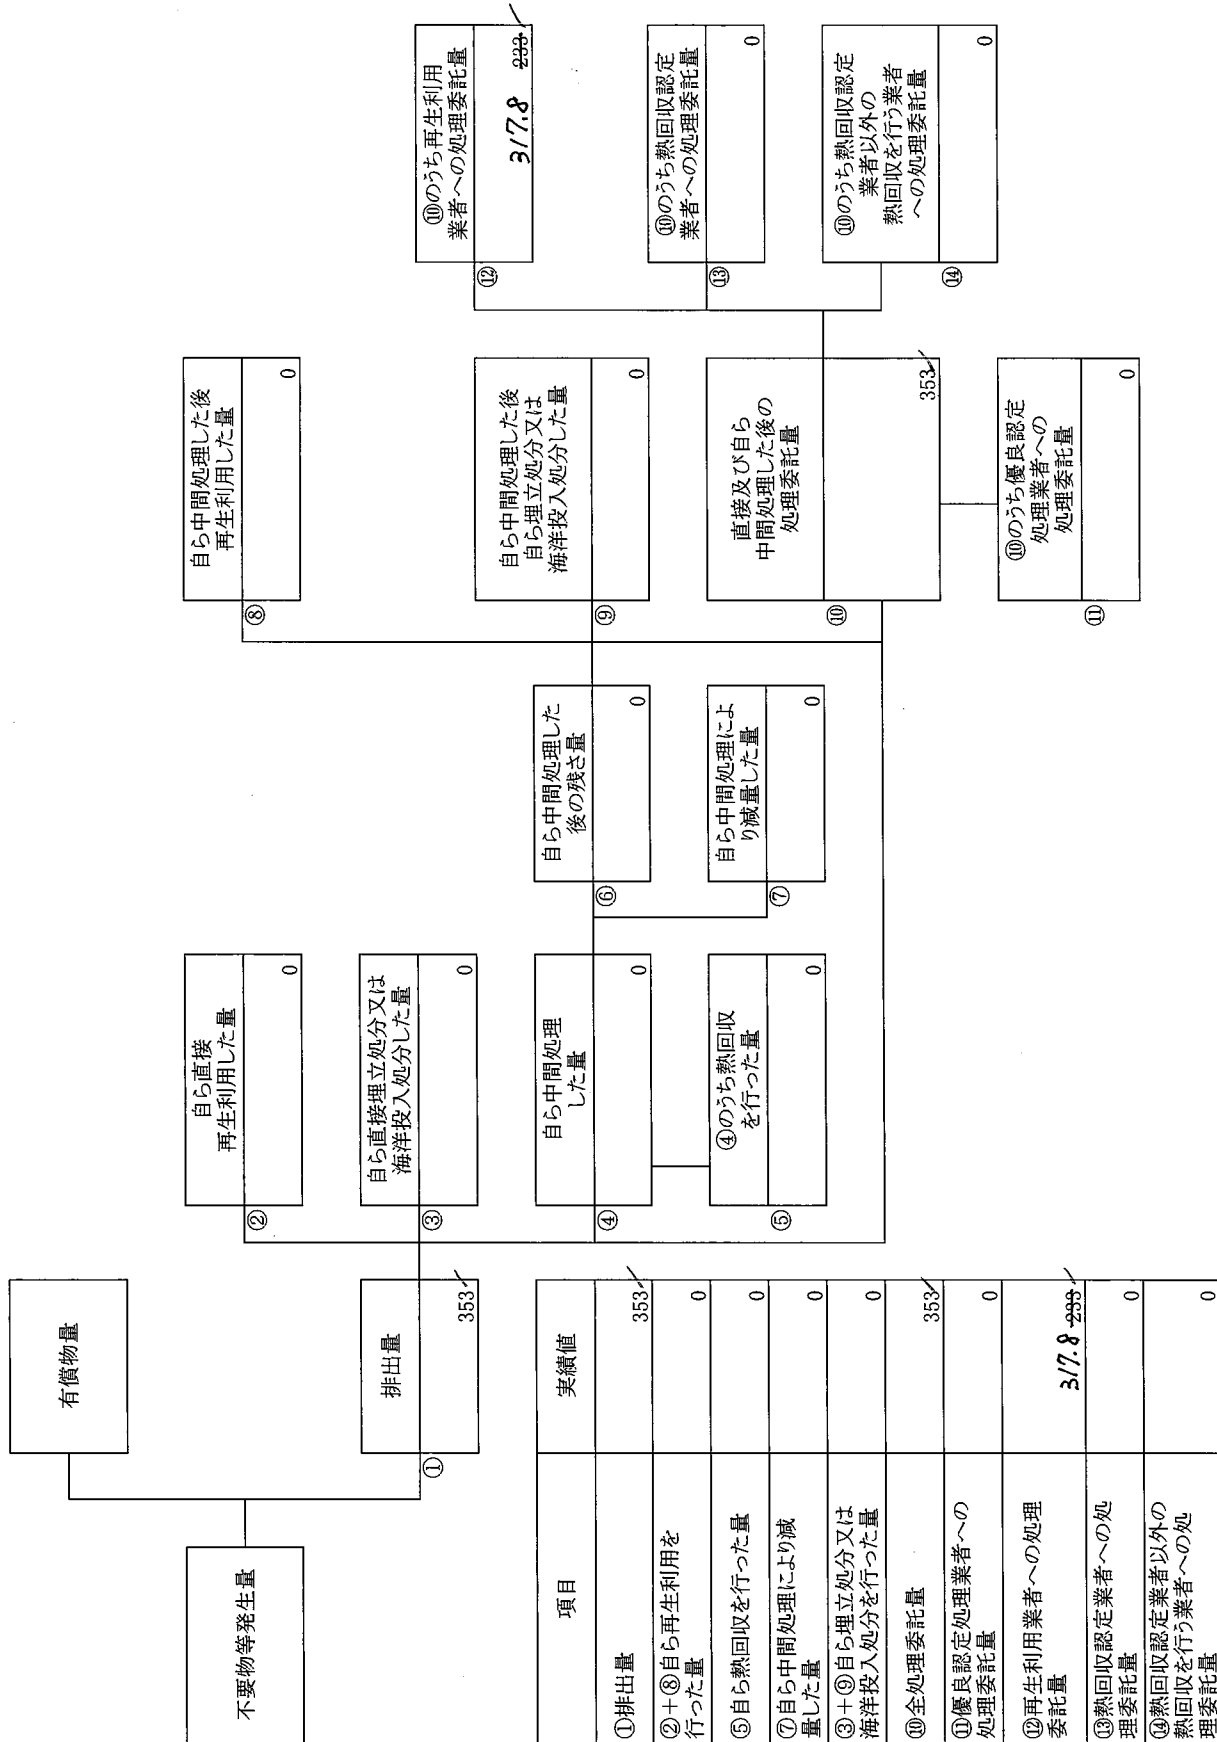 不要物等発生量
有償物量
①
排出量
353
②
自ら直接
再生利用した量
0
③
自ら直接埋立処分又は
海洋投入処分した量
0
④
自ら中間処理
した量
0
⑤
④のうち熱回収
を行った量
0
⑥
自ら中間処理した
後の残さ量
0
⑦
自ら中間処理によ
り減量した量
0
⑧
自ら中間処理した後
再生利用した量
0
⑨
自ら中間処理した後
自ら埋立処分又は
海洋投入処分した量
0
⑩
直接及び自ら
中間処理した後の
処理委託量
353
⑪
⑩のうち優良認定
処理業者への
処理委託量
0
⑫
⑩のうち再生利用
業者への処理委託量
317.8 233
⑬
⑩のうち熱回収認定
業者への処理委託量
0
⑭
⑩のうち熱回収認定
業者以外の
熱回収を行う業者
への処理委託量
0
項目 実績値
①排出量 353
②+⑧自ら再生利用を
行った量 0
⑤自ら熱回収を行った量 0
⑦自ら中間処理により減
量した量 0
③+⑨自ら埋立処分又は
海洋投入処分を行った量 0
⑩全処理委託量 353
⑪優良認定処理業者への
処理委託量 0
⑫再生利用業者への処理
委託量 317.8 233
⑬熱回収認定業者への処
理委託量 0
⑭熱回収認定業者以外の
熱回収を行う業者への処
理委託量 0